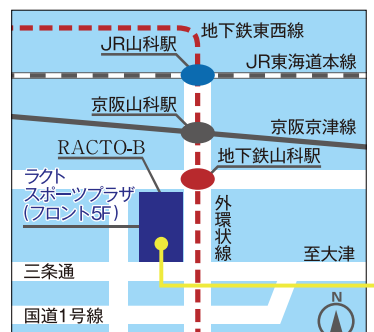 地下鉄東西線
JR山科駅
JR東海道本線
京阪山科駅
京阪京津線
RACTO-B
地下鉄山科駅
ラクト
スポーツプラザ
(フロント5F)
外環状線
至大津
三条通
国道1号線
N